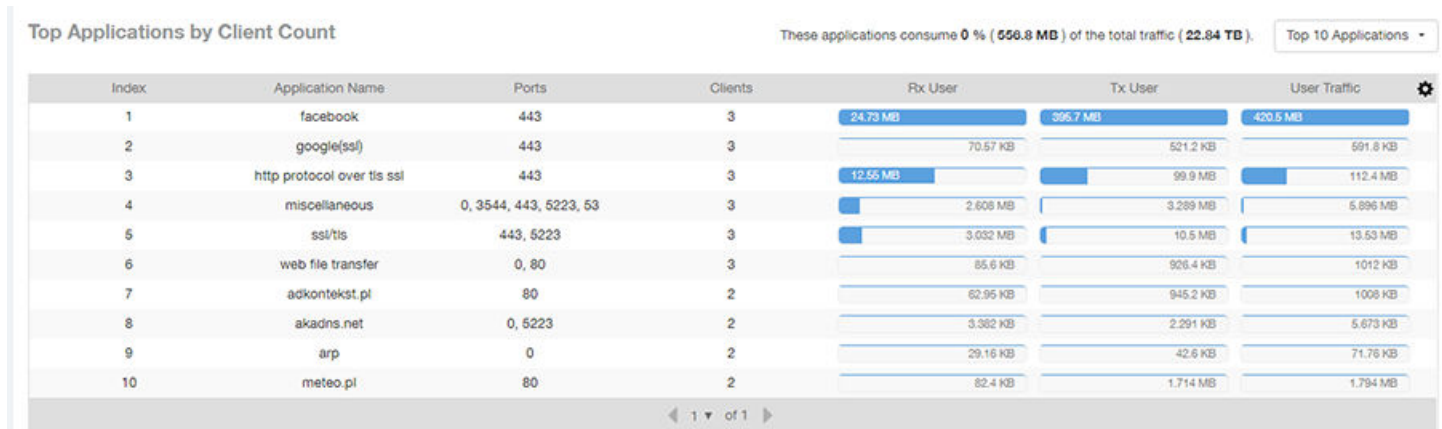 Top Applications by Client Count
These applications consume 0 % ( 556.8 MB ) of the total traffic ( 22.84 TB ). Top 10 Applications
Index Application Name Ports Clients Rx User Tx User User Traffic
1 facebook 443 3 24.73 MB 395.7 MB 420.5 MB
2 google(ssl) 443 3 70.57 KB 521.2 KB 591.8 KB
3 http protocol over tls ssl 443 3 12.55 MB 99.9 MB 112.4 MB
4 miscellaneous 0, 3544, 443, 5223, 53 3 2.608 MB 3.289 MB 5.896 MB
5 ssl/tls 443, 5223 3 3.032 MB 10.5 MB 13.53 MB
6 web file transfer 0, 80 3 85.6 KB 926.4 KB 1012 KB
7 adkontekst.pl 80 2 62.95 KB 945.2 KB 1008 KB
8 akadns.net 0, 5223 2 3.382 KB 2.291 KB 5.673 KB
9 arp 0 2 29.16 KB 42.6 KB 71.76 KB
10 meteo.pl 80 2 82.4 KB 1.714 MB 1.794 MB
1 of 1